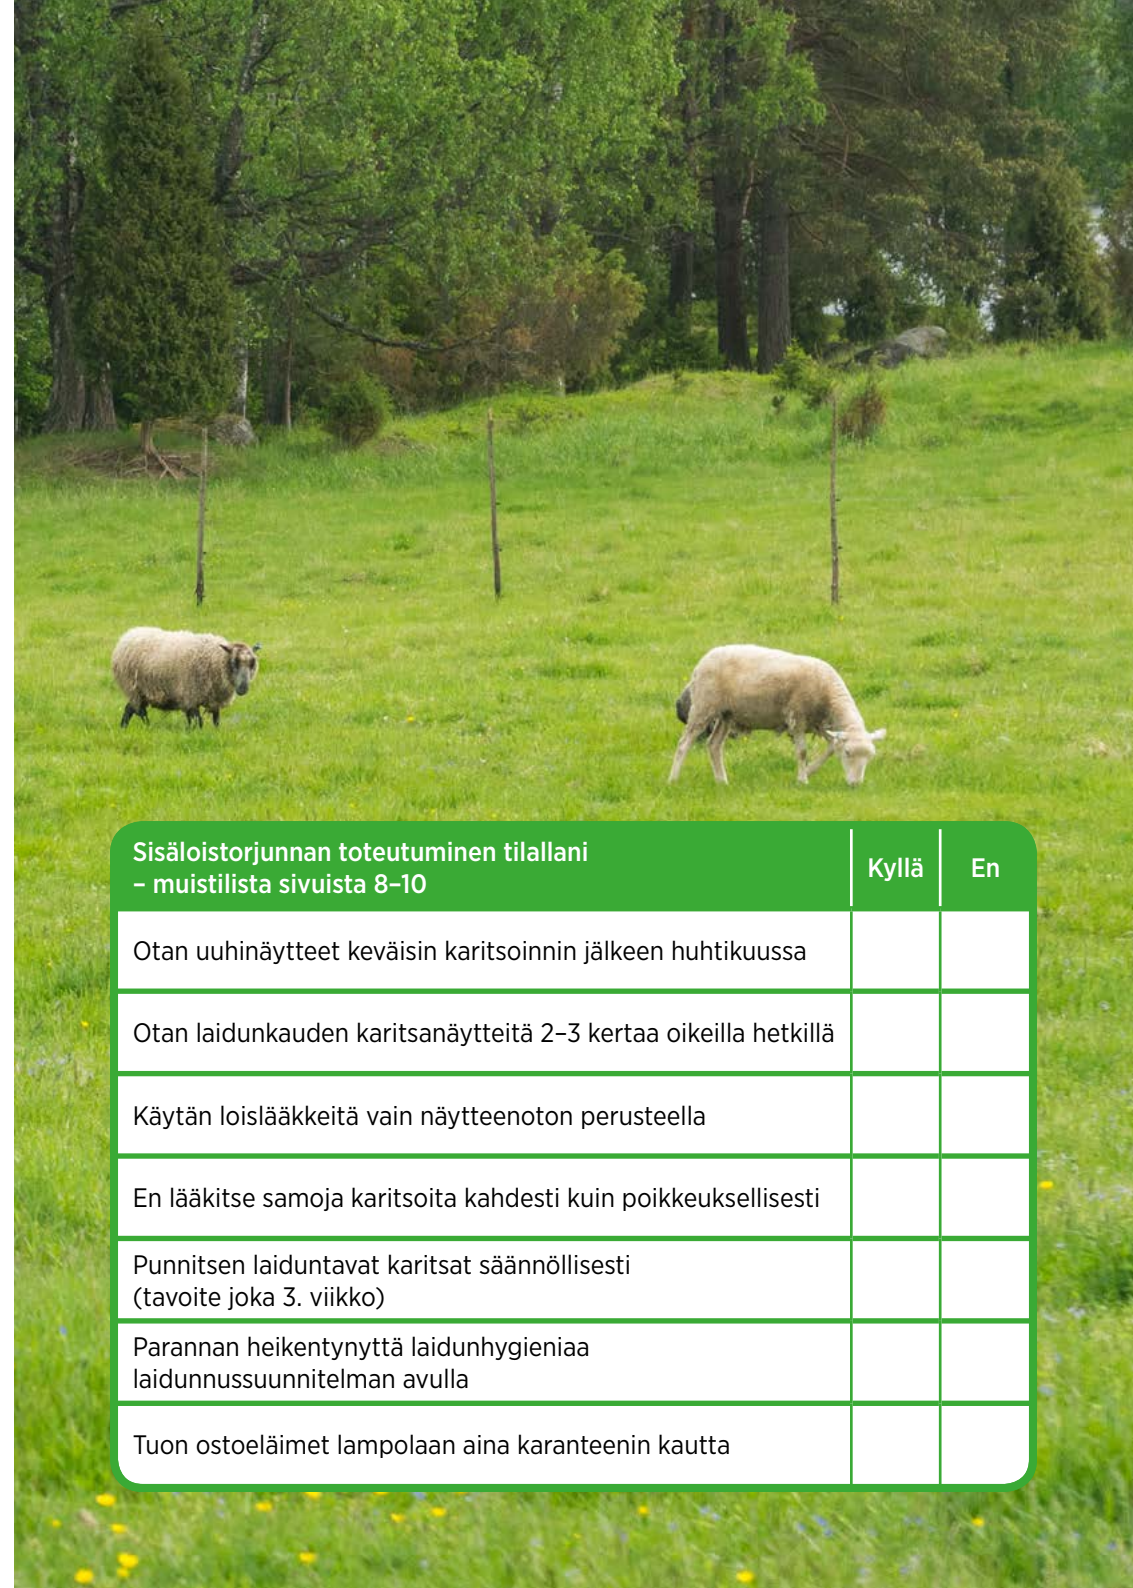 Sisäloistorjunnan toteutuminen tilallani
– muistilista sivuista 8–10
Kyllä
En
Otan uuhinäytteet keväisin karitsoinnin jälkeen huhtikuussa
Otan laidunkauden karitsanäytteitä 2–3 kertaa oikeilla hetkillä
Käytän loislääkkeitä vain näytteenoton perusteella
En lääkitse samoja karitsoita kahdesti kuin poikkeuksellisesti
Punnitsen laiduntavat karitsat säännöllisesti
(tavoite joka 3. viikko)
Parannan heikentynyttä laidunhygieniaa
laidunnussuunnitelman avulla
Tuon ostoeläimet lampolaan aina karanteenin kautta